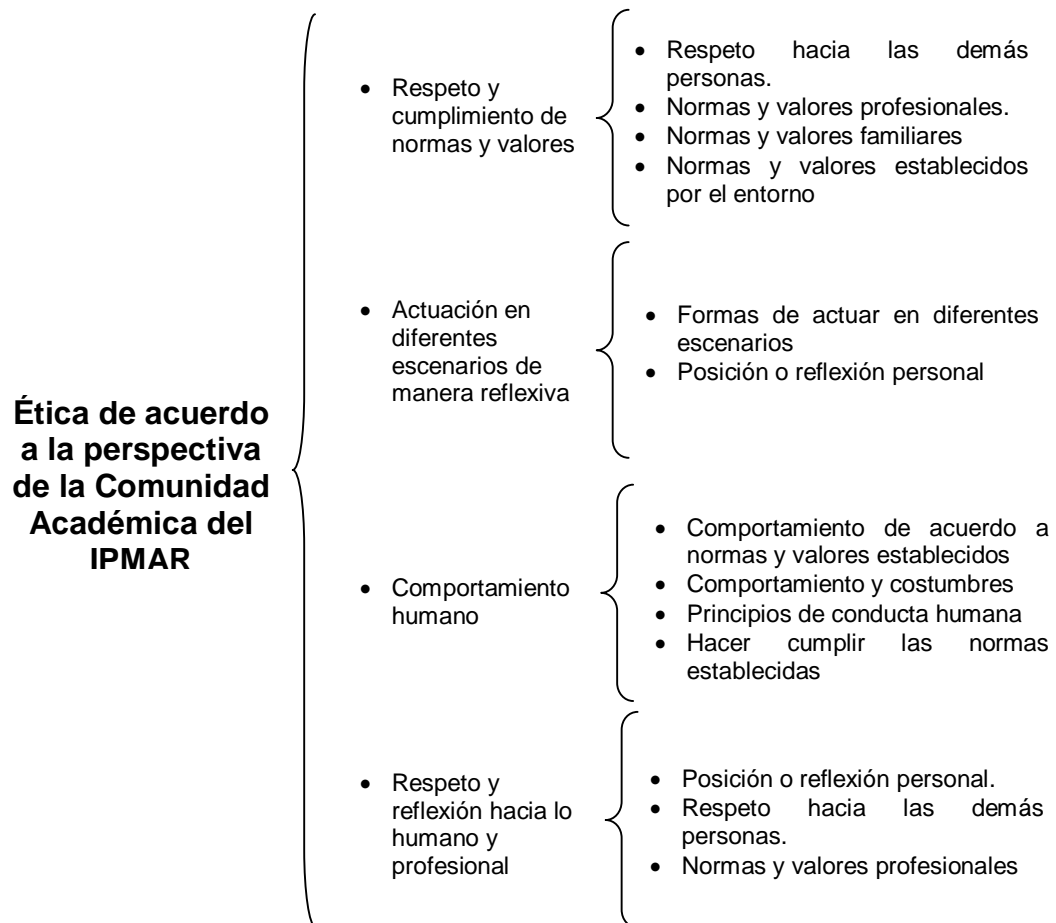 Ética de acuerdo
a la perspectiva
de la Comunidad
Académica del
IPMAR
• Respeto y
cumplimiento de
normas y valores
• Respeto hacia las demás
personas.
• Normas y valores profesionales.
• Normas y valores familiares
• Normas y valores establecidos
por el entorno
• Actuación en
diferentes
escenarios de
manera reflexiva
• Formas de actuar en diferentes
escenarios
• Posición o reflexión personal
• Comportamiento
humano
• Comportamiento de acuerdo a
normas y valores establecidos
• Comportamiento y costumbres
• Principios de conducta humana
• Hacer cumplir las normas
establecidas
• Respeto y
reflexión hacia lo
humano y
profesional
• Posición o reflexión personal.
• Respeto hacia las demás
personas.
• Normas y valores profesionales